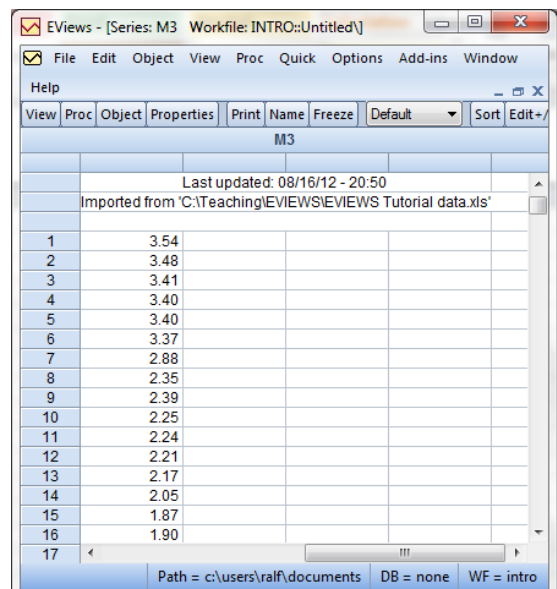 EViews - [Series: M3 Workfile: INTRO::Untitled\]
File Edit Object View Proc Quick Options Add-ins Window
Help
View Proc Object Properties Print Name Freeze Default Sort Edit+/
M3
Last updated: 08/16/12 - 20:50
Imported from 'C:\Teaching\EVIEWS\EVIEWS Tutorial data.xls'
1 3.54
2 3.48
3 3.41
4 3.40
5 3.40
6 3.37
7 2.88
8 2.35
9 2.39
10 2.25
11 2.24
12 2.21
13 2.17
14 2.05
15 1.87
16 1.90
17
Path = c:\users\ralf\documents DB = none WF = intro